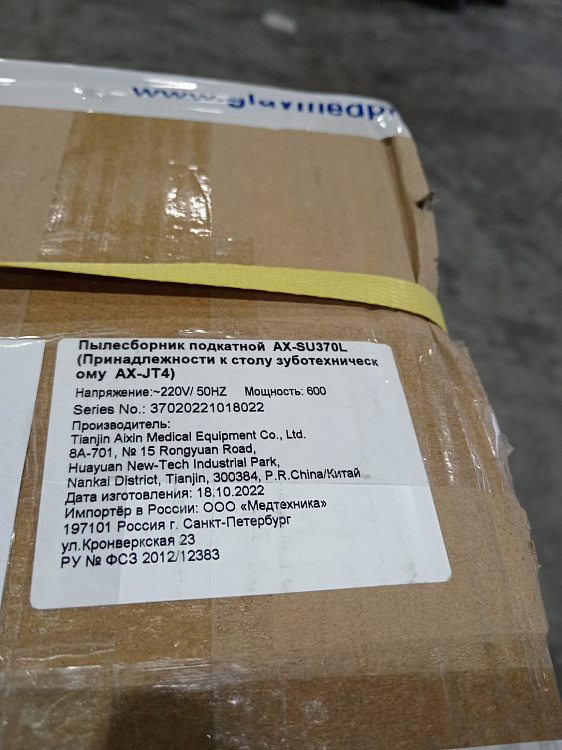 www.glavmedp
Пылесборник подкатной AX-SU370L
(Принадлежности к столу зуботехническ
ому AX-JT4)
Напряжение:~220V/ 50HZ Мощность: 600
Series No.: 37020221018022
Производитель:
Tianjin Aixin Medical Equipment Co., Ltd.
8A-701, № 15 Rongyuan Road,
Huayuan New-Tech Industrial Park,
Nankai District, Tianjin, 300384, P.R.China/Китай
Дата изготовления: 18.10.2022
Импортёр в России: ООО «Медтехника»
197101 Россия г. Санкт-Петербург
ул.Кронверкская 23
РУ № ФСЗ 2012/12383